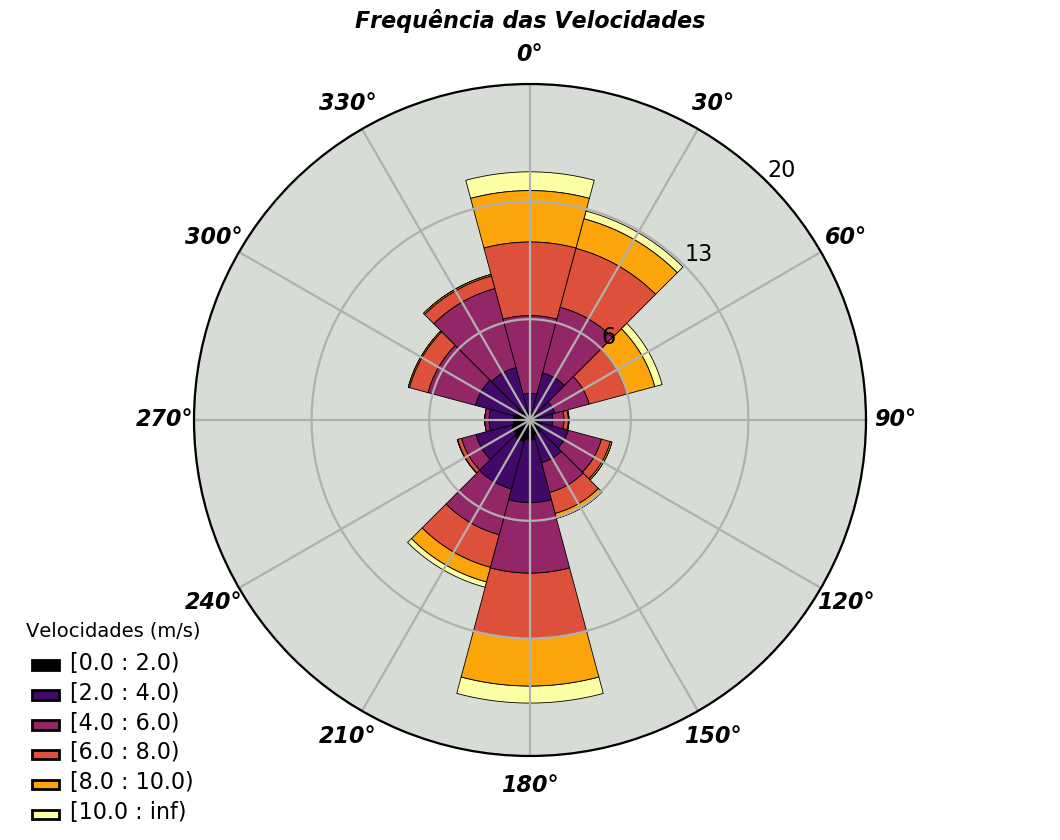 Frequência das Velocidades
0°
330°
30°
20
300°
60°
13
6
270°
90°
240°
120°
210°
150°
180°
Velocidades (m/s)
[0.0 : 2.0)
[2.0 : 4.0)
[4.0 : 6.0)
[6.0 : 8.0)
[8.0 : 10.0)
[10.0 : inf)